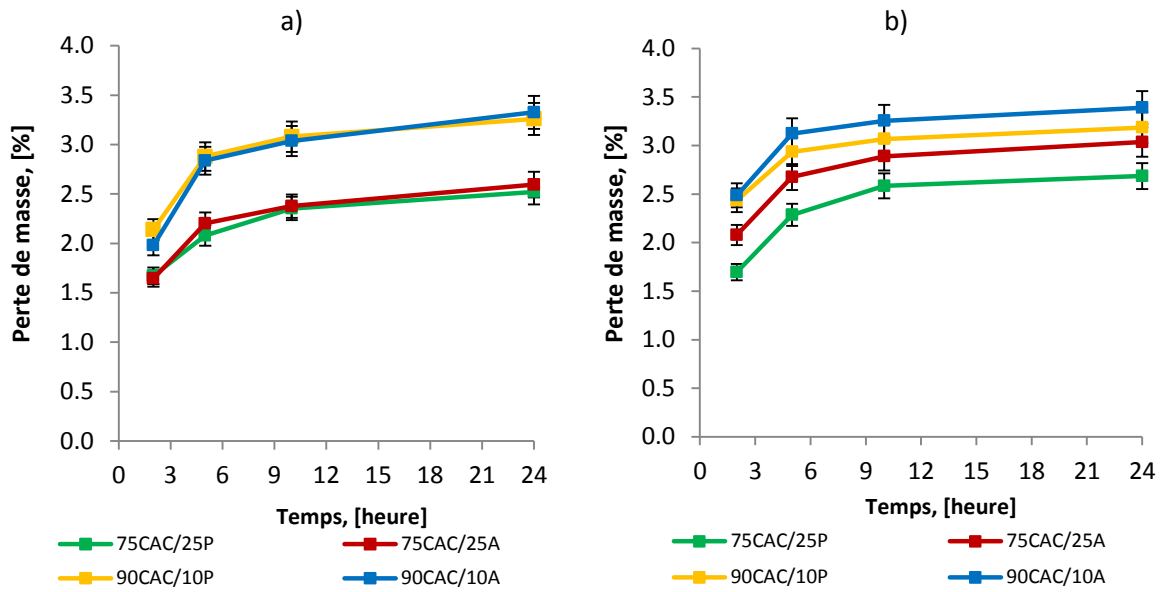 a)
4.0
3.5
3.0
2.5
2.0
1.5
1.0
0.5
0.0
Perte de masse, [%]
0 3 6 9 12 15 18 21 24
Temps, [heure]
75CAC/25P 75CAC/25A
90CAC/10P 90CAC/10A
b)
4.0
3.5
3.0
2.5
2.0
1.5
1.0
0.5
0.0
Perte de masse, [%]
0 3 6 9 12 15 18 21 24
Temps, [heure]
75CAC/25P 75CAC/25A
90CAC/10P 90CAC/10A